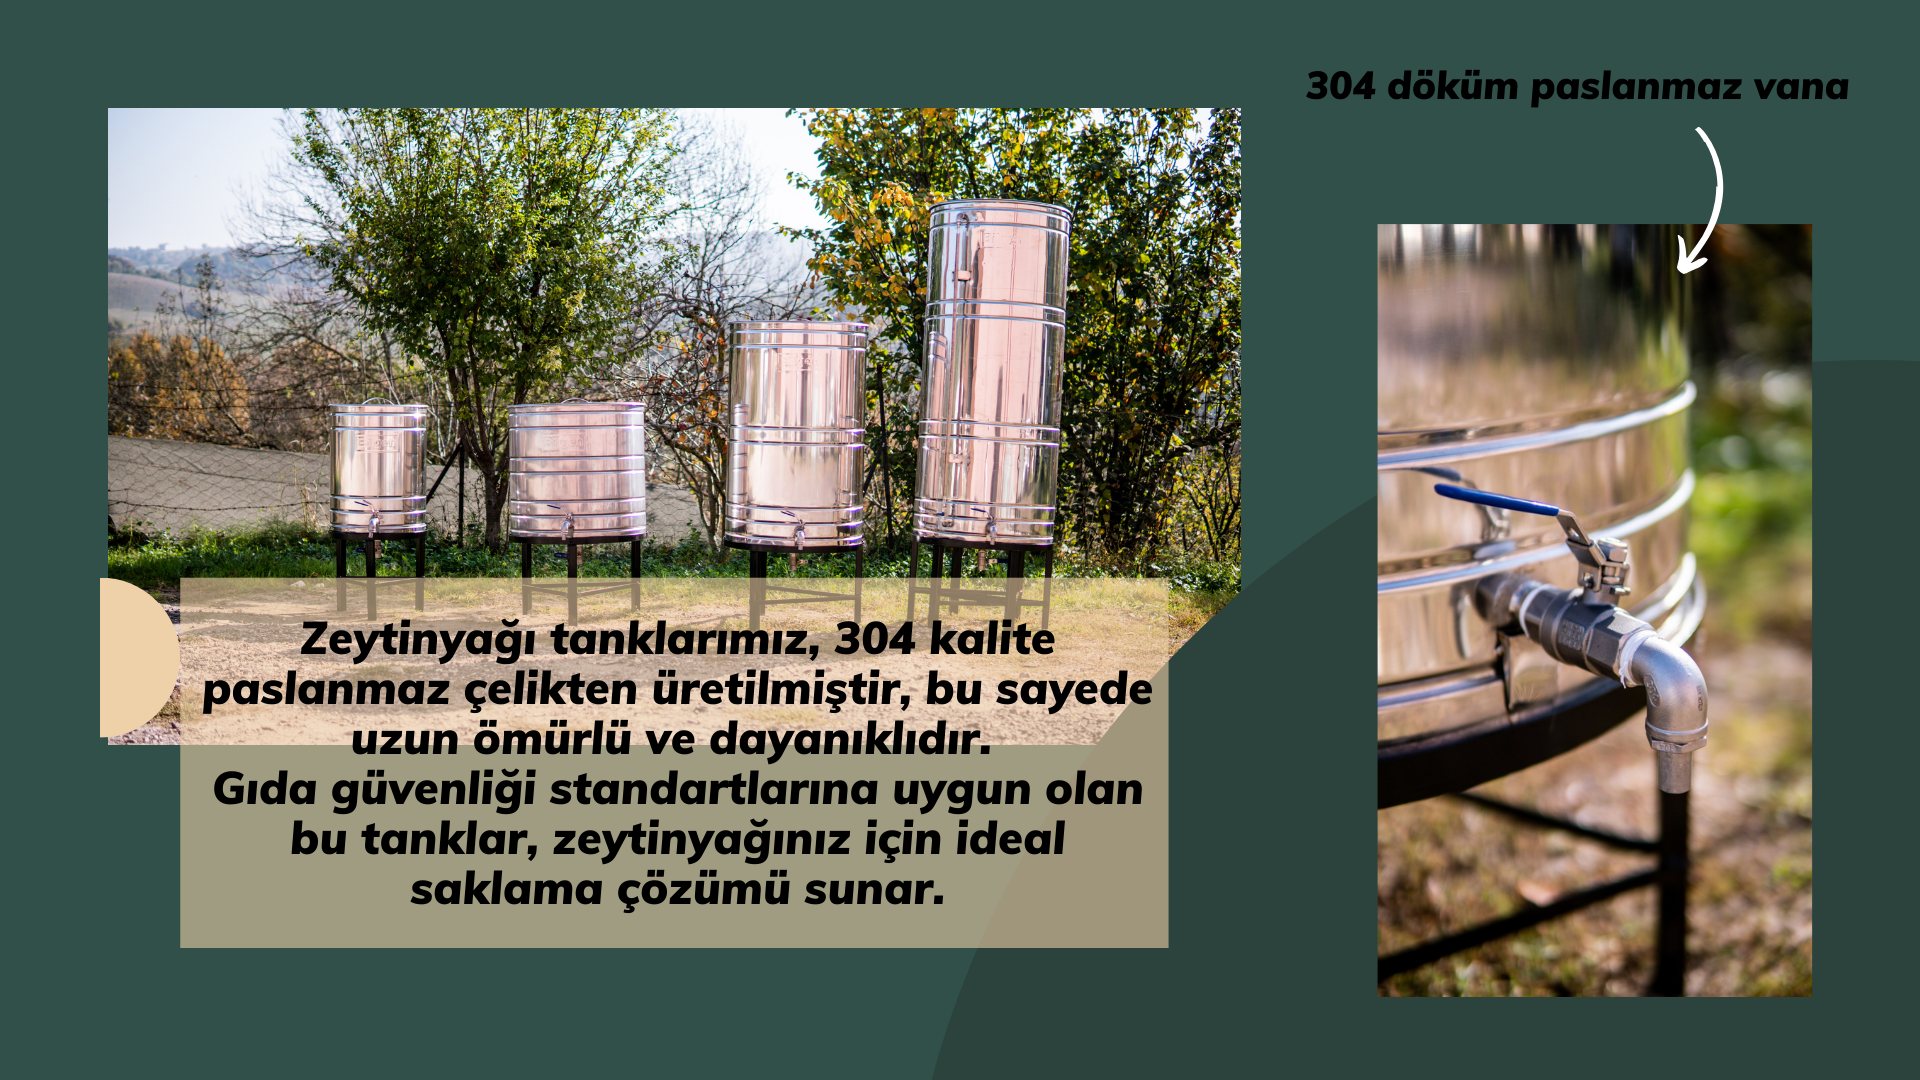 304 döküm paslanmaz vana
Zeytinyağı tanklarımız, 304 kalite
paslanmaz çelikten üretilmiştir, bu sayede
uzun ömürlü ve dayanıklıdır.
Gıda güvenliği standartlarına uygun olan
bu tanklar, zeytinyağınız için ideal
saklama çözümü sunar.